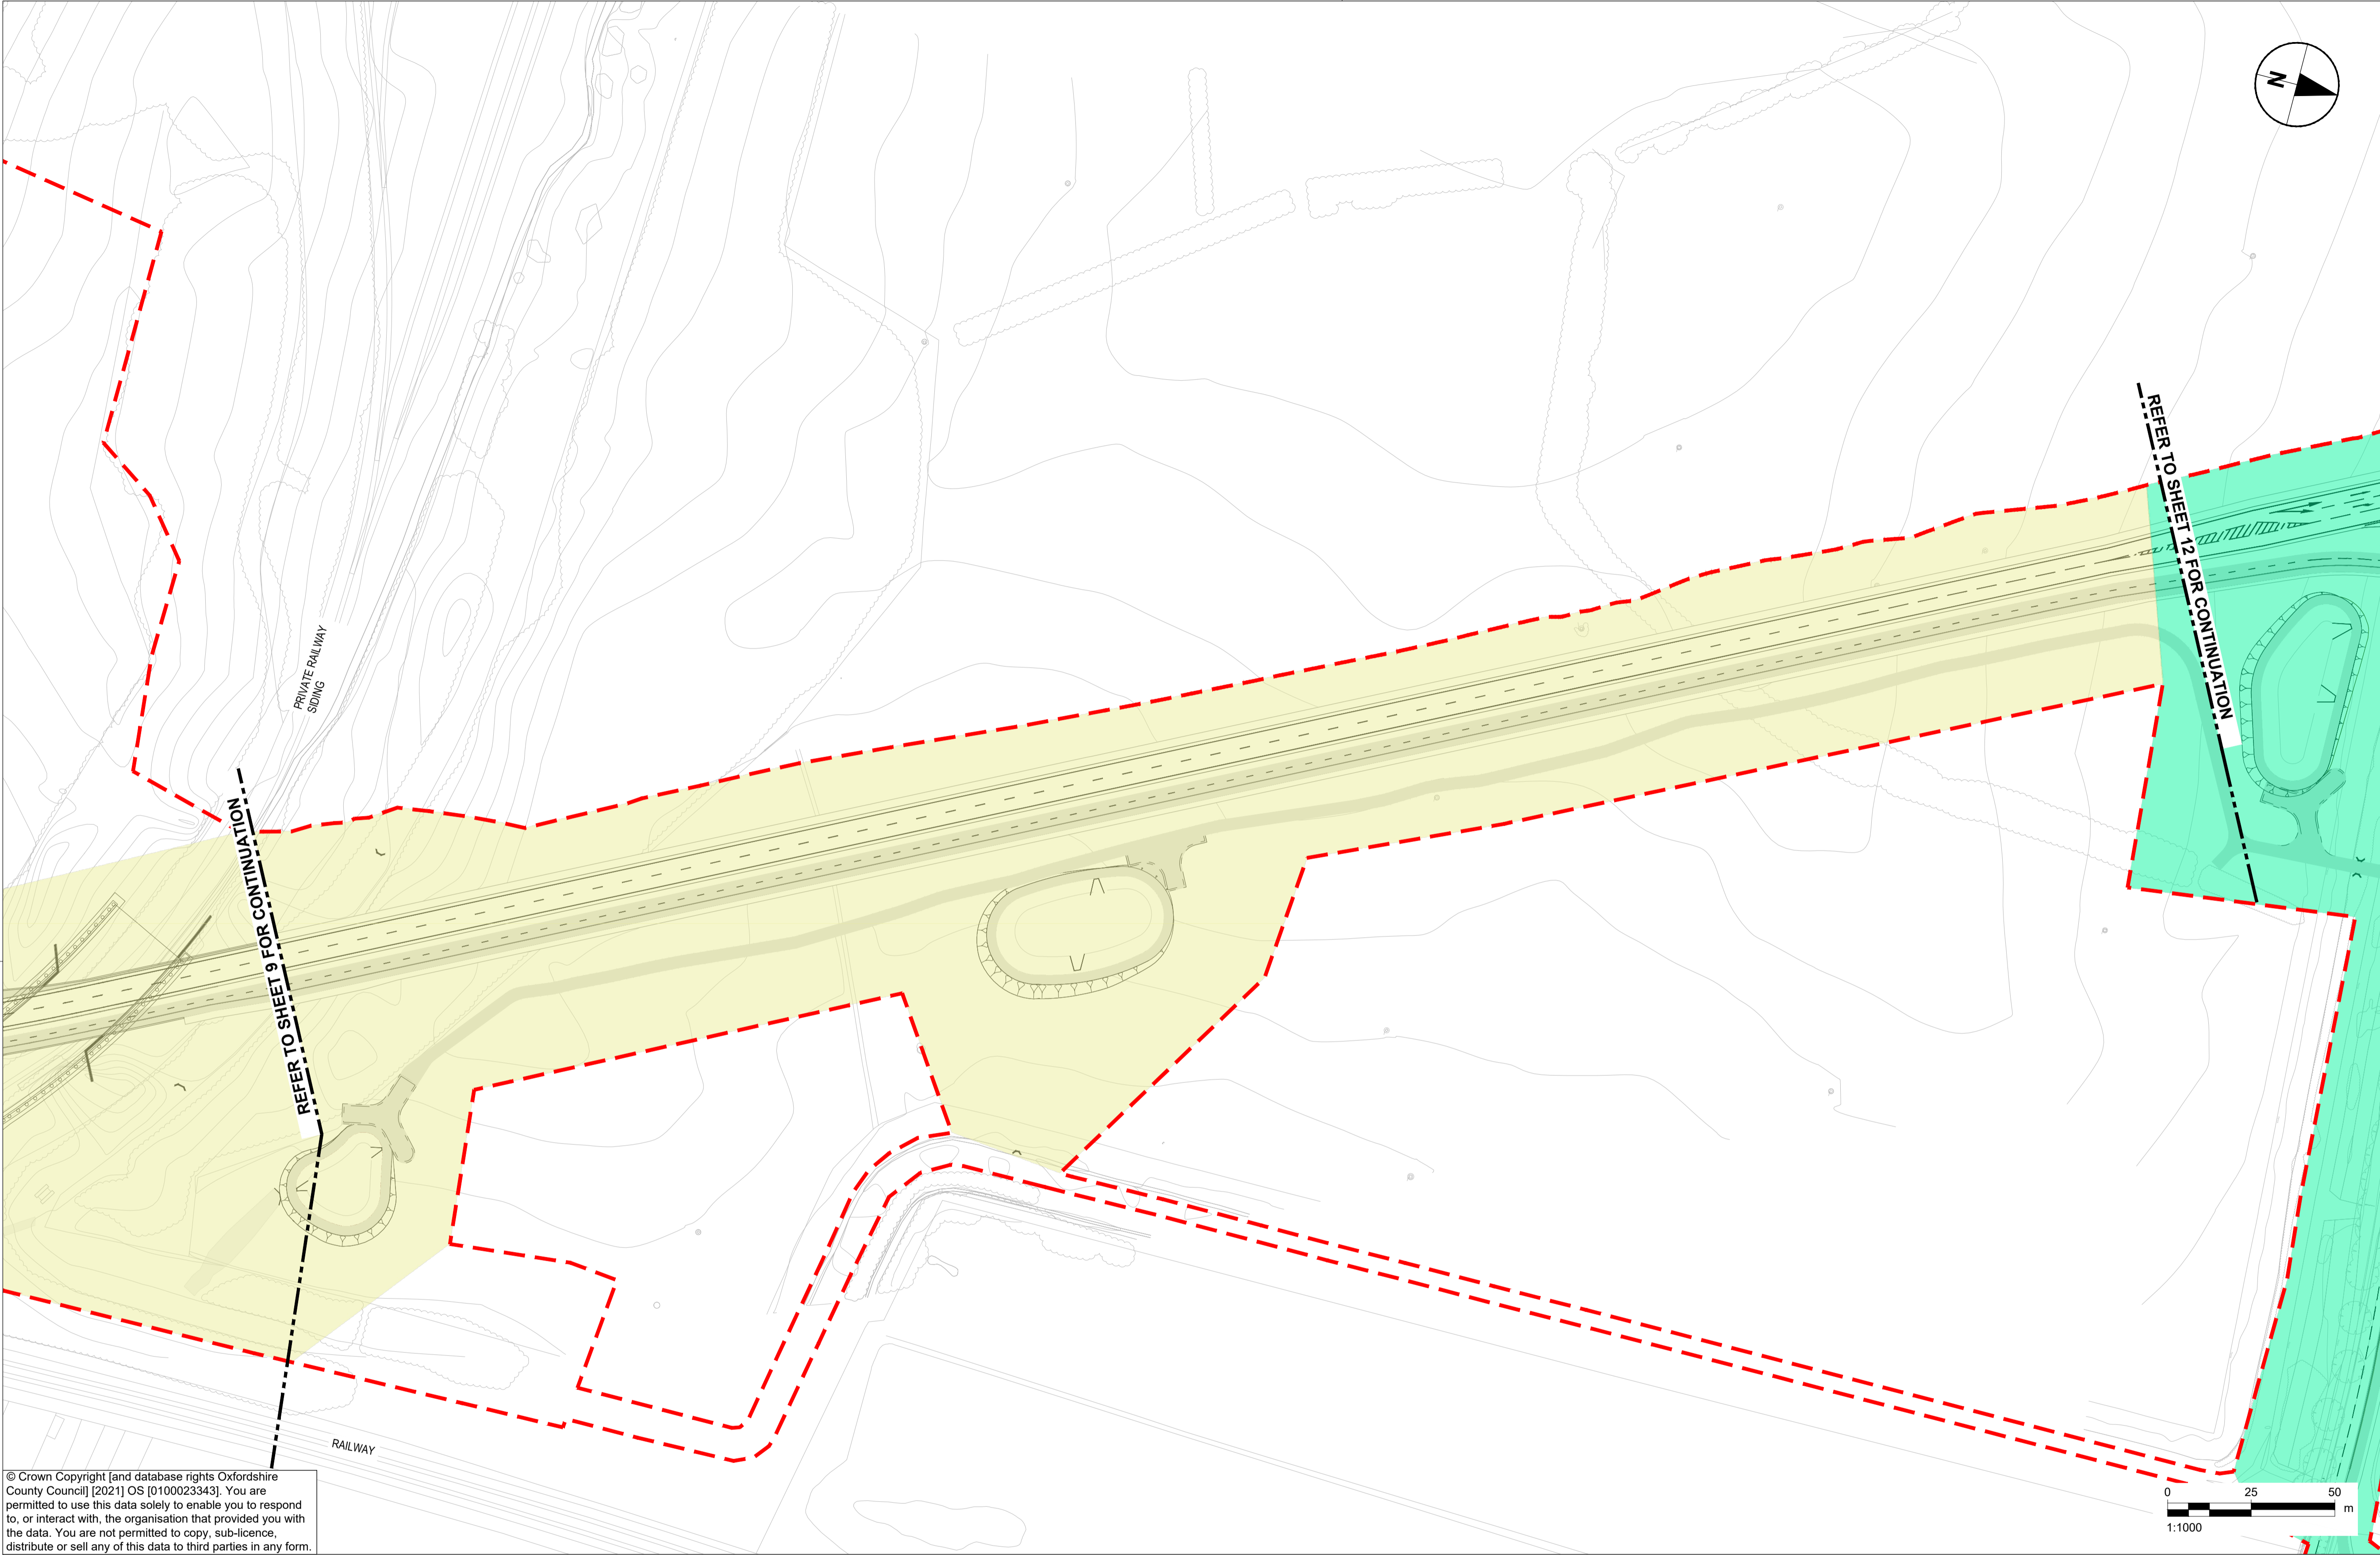 N
REFER TO SHEET 12 FOR CONTINUATION
PRIVATE RAILWAY
SIDING
REFER TO SHEET 9 FOR CONTINUATION
RAILWAY
© Crown Copyright [and database rights Oxfordshire
County Council] [2021] OS [0100023343]. You are
permitted to use this data solely to enable you to respond
to, or interact with, the organisation that provided you with
the data. You are not permitted to copy, sub-licence,
distribute or sell any of this data to third parties in any form.
0 25 50
m
1:1000